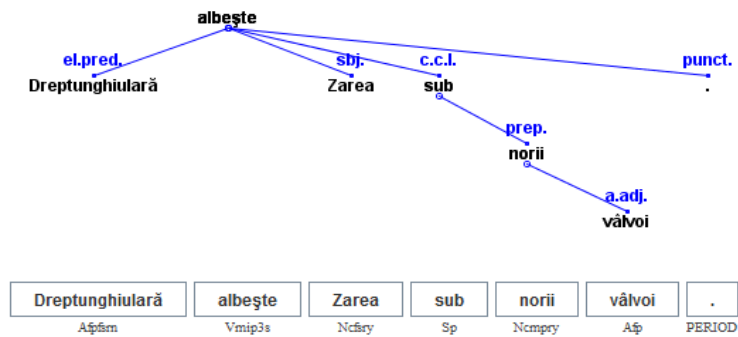 albeşte
el.pred. sbj. c.c.l. punct.
Dreptunghiulară Zarea sub .
prep.
norii
a.adj.
vâlvoi
Dreptunghiulară albeşte Zarea sub norii vâlvoi .
Afpfsrn Vmip3s Ncfsry Sp Ncmpry Afp PERIOD